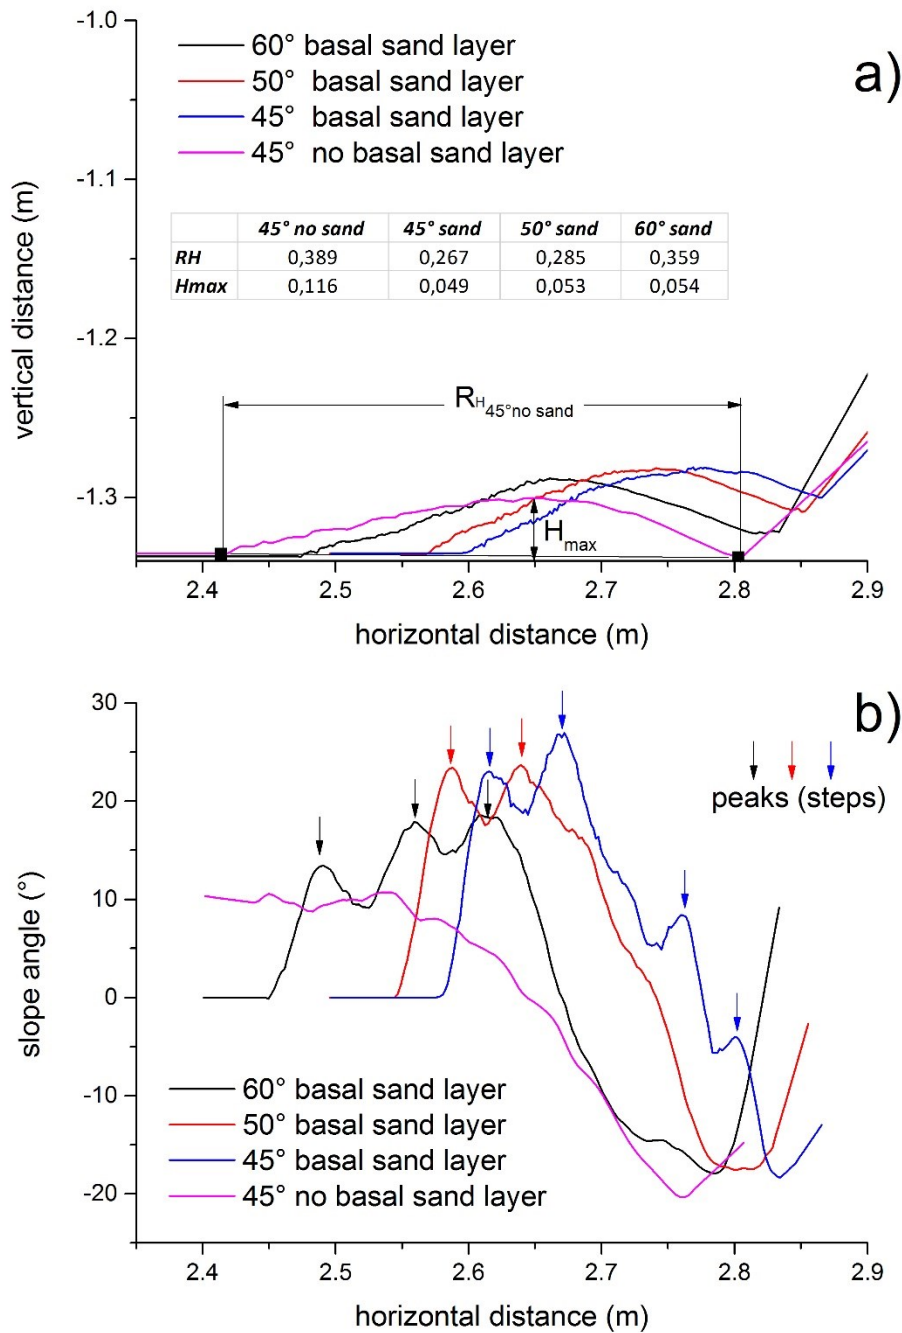 a)
60° basal sand layer
50° basal sand layer
45° basal sand layer
45° no basal sand layer
45° no sand 45° sand 50° sand 60° sand
RH 0,389 0,267 0,285 0,359
Hmax 0,116 0,049 0,053 0,054
RH45°no sand
Hmax
-1.0
-1.1
-1.2
-1.3
vertical distance (m)
2.4 2.5 2.6 2.7 2.8 2.9
horizontal distance (m)
b)
peaks (steps)
30
20
10
0
-10
-20
slope angle (°)
60° basal sand layer
50° basal sand layer
45° basal sand layer
45° no basal sand layer
2.4 2.5 2.6 2.7 2.8 2.9
horizontal distance (m)